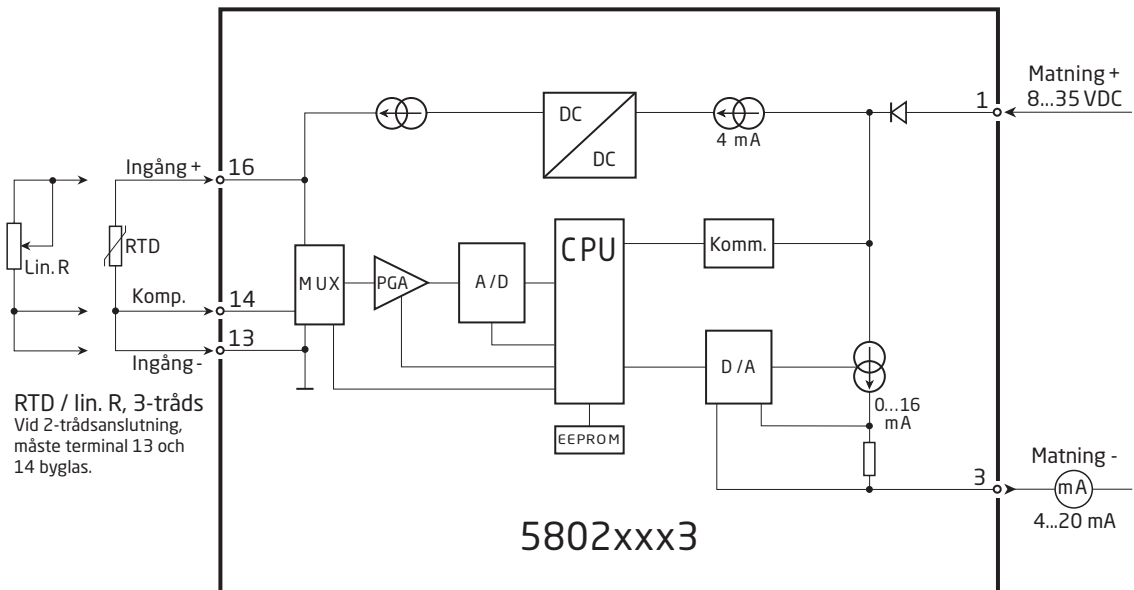 Matning +
8...35 VDC
1
DC
DC
4 mA
Ingång +
16
RTD
Lin. R
CPU
Komm.
MUX
PGA
A/D
Komp.
14
13
Ingång -
D/A
0...16
mA
RTD / lin. R, 3-tråds
Vid 2-trådsanslutning,
måste terminal 13 och
14 byglas.
EEPROM
Matning -
3
mA
4...20 mA
5802xxx3